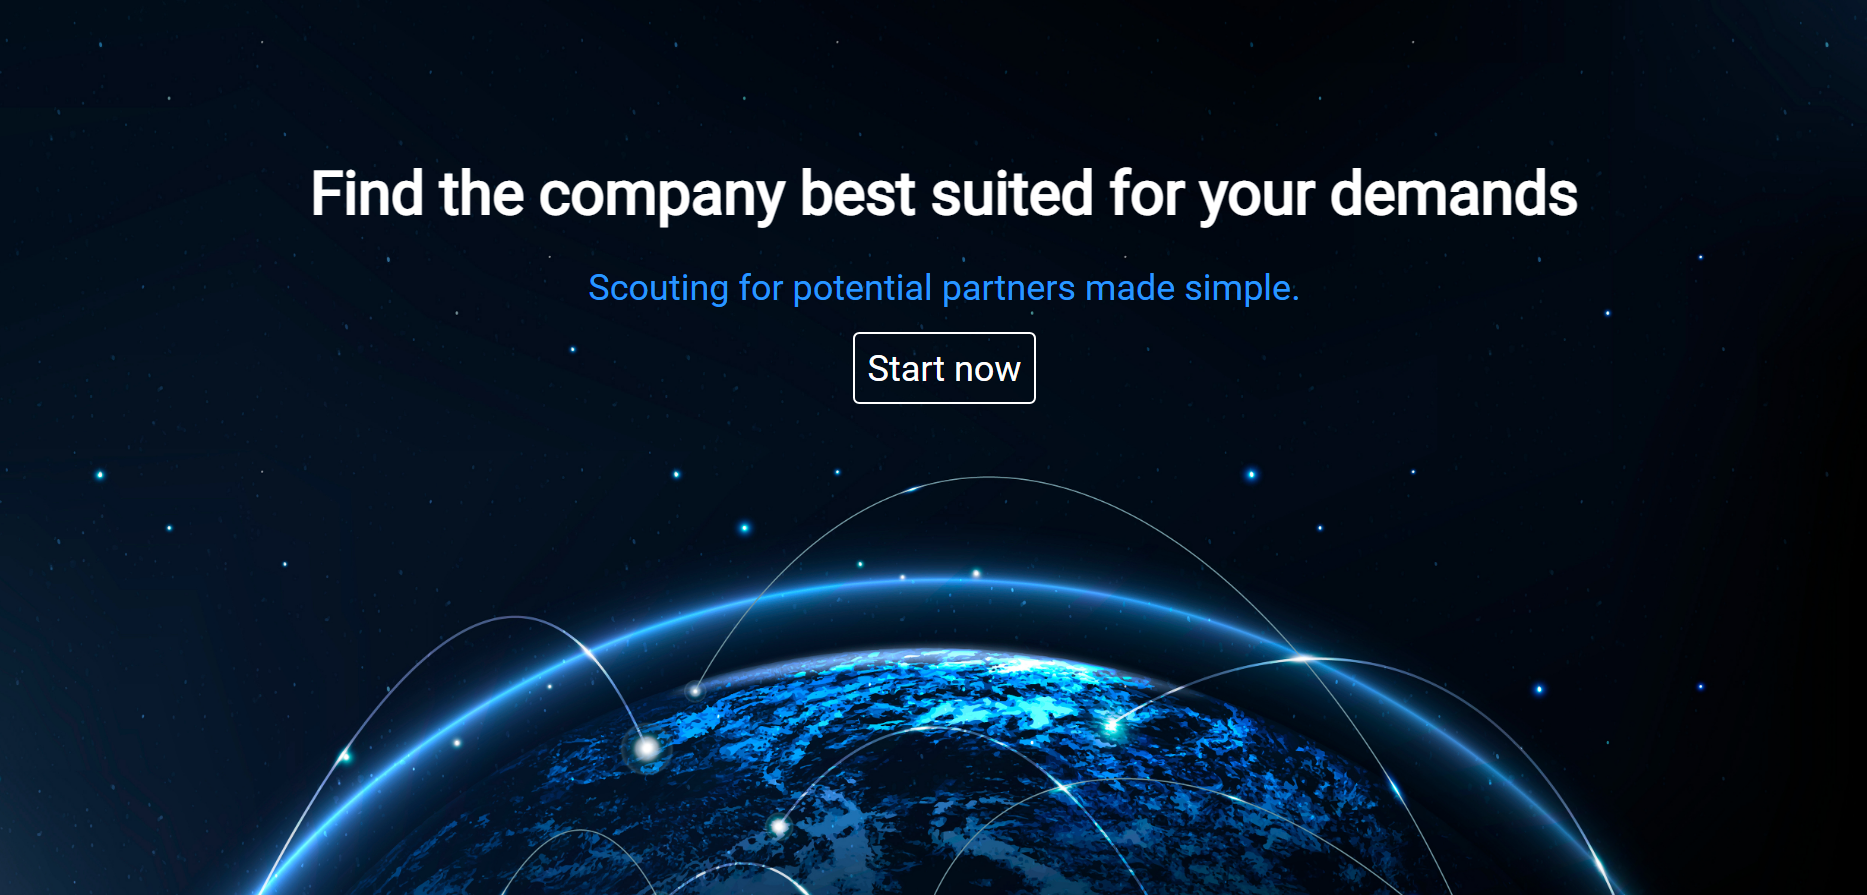 Find the company best suited for your demands
Scouting for potential partners made simple.
Start now